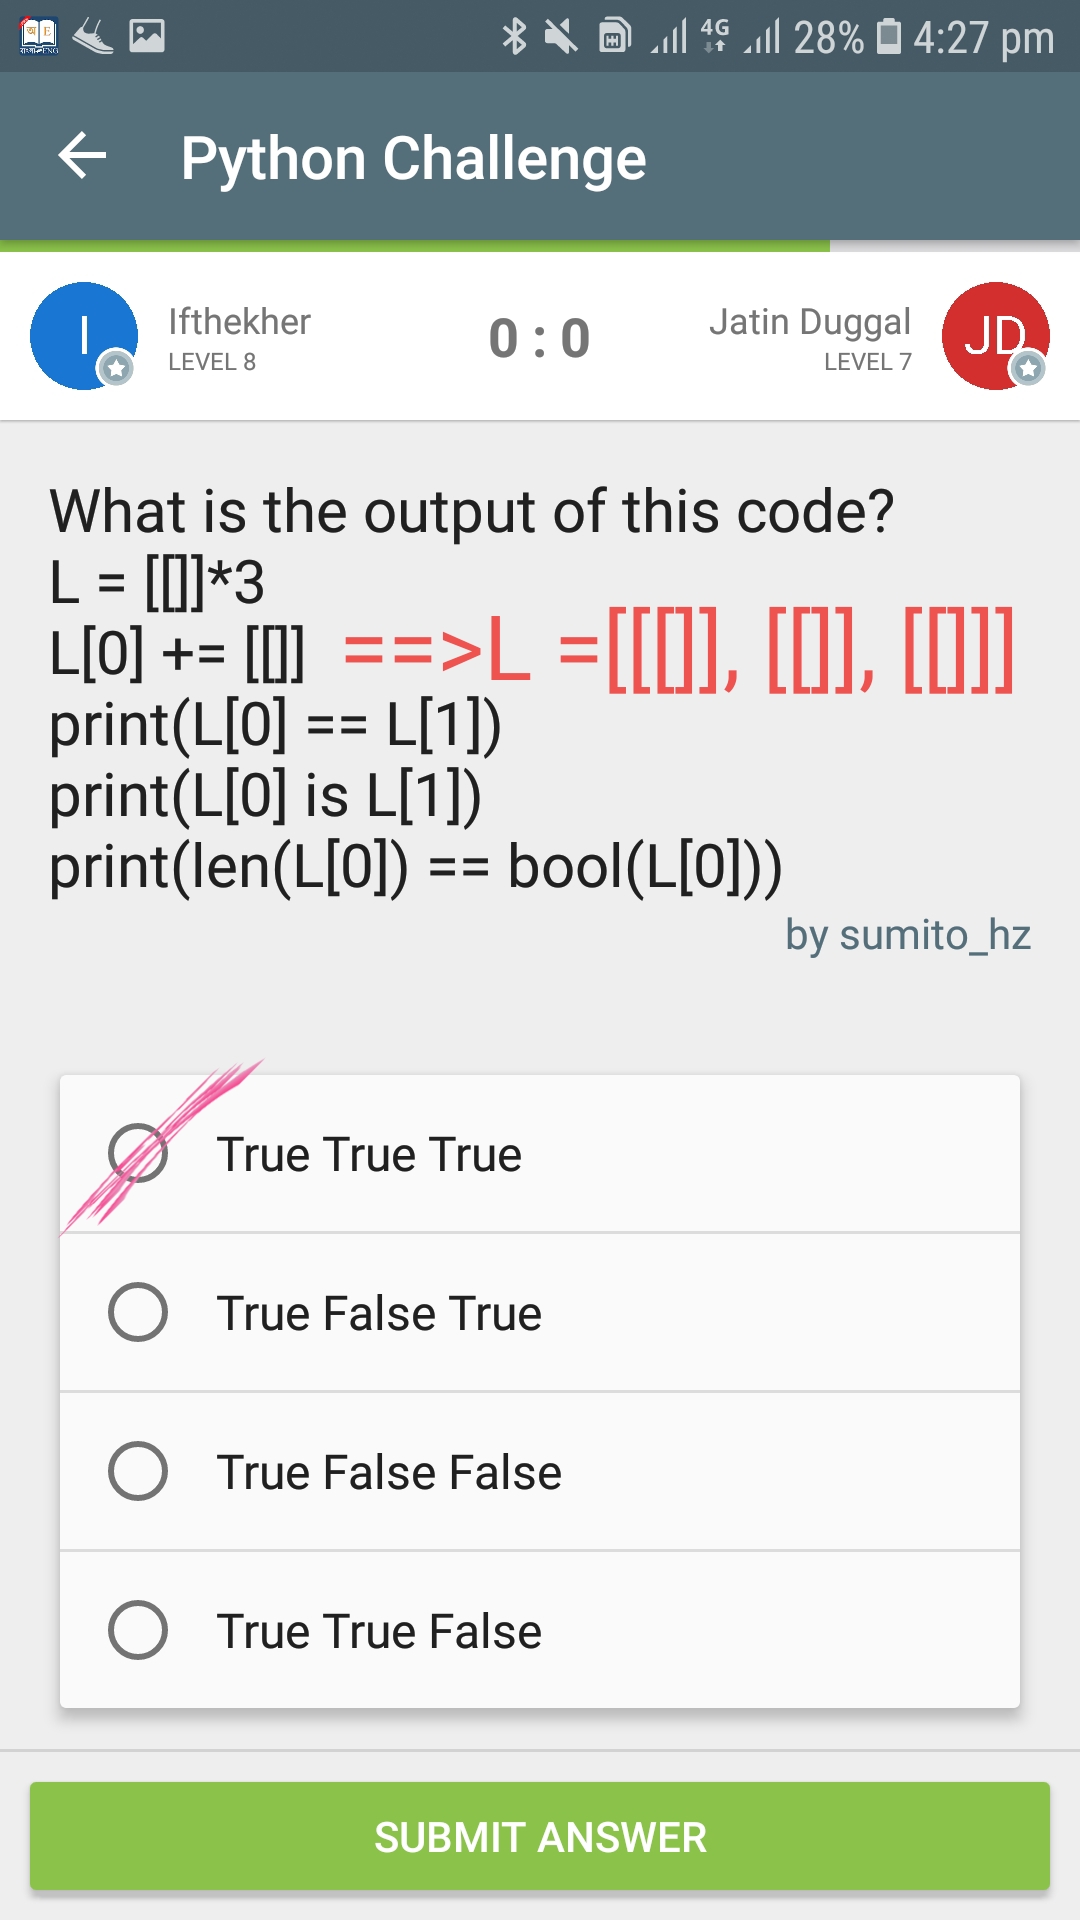 4G 28% 4:27 pm
Python Challenge
I Ifthekher 0 : 0 Jatin Duggal JD
LEVEL 8 LEVEL 7
What is the output of this code?
L = [[]]*3
L[0] += [[]] ==>L =[[[]], [[]], [[]]]
print(L[0] == L[1])
print(L[0] is L[1])
print(len(L[0]) == bool(L[0]))
by sumito_hz
True True True
True False True
True False False
True True False
SUBMIT ANSWER